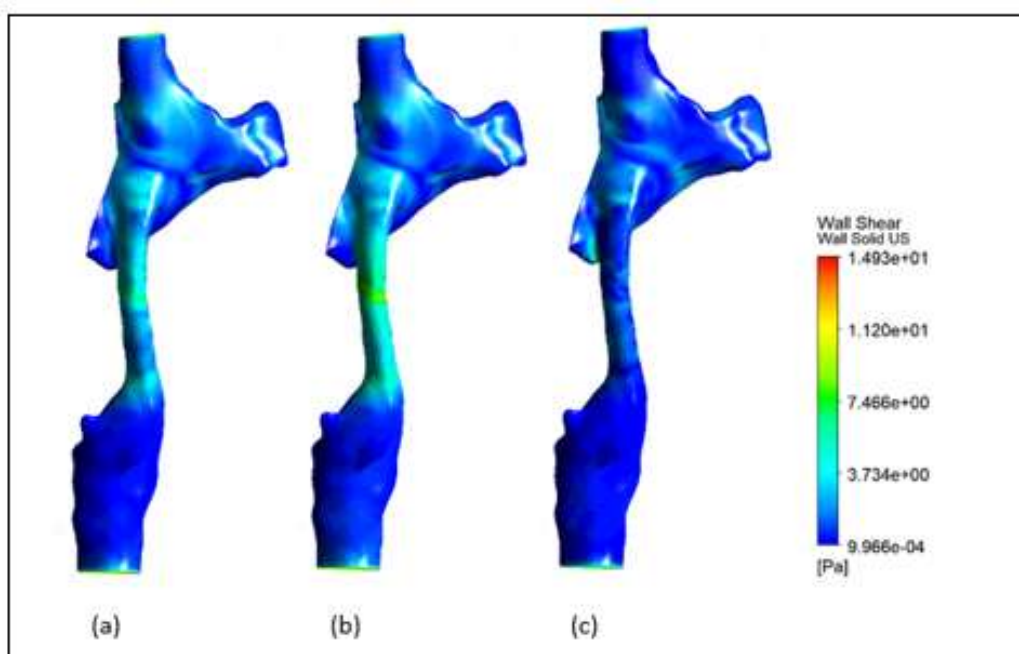 Wall Shear
Wall Solid US
1.493e+01
1.120e+01
7.466e+00
3.734e+00
9.966e-04
[Pa]
(a) (b) (c)